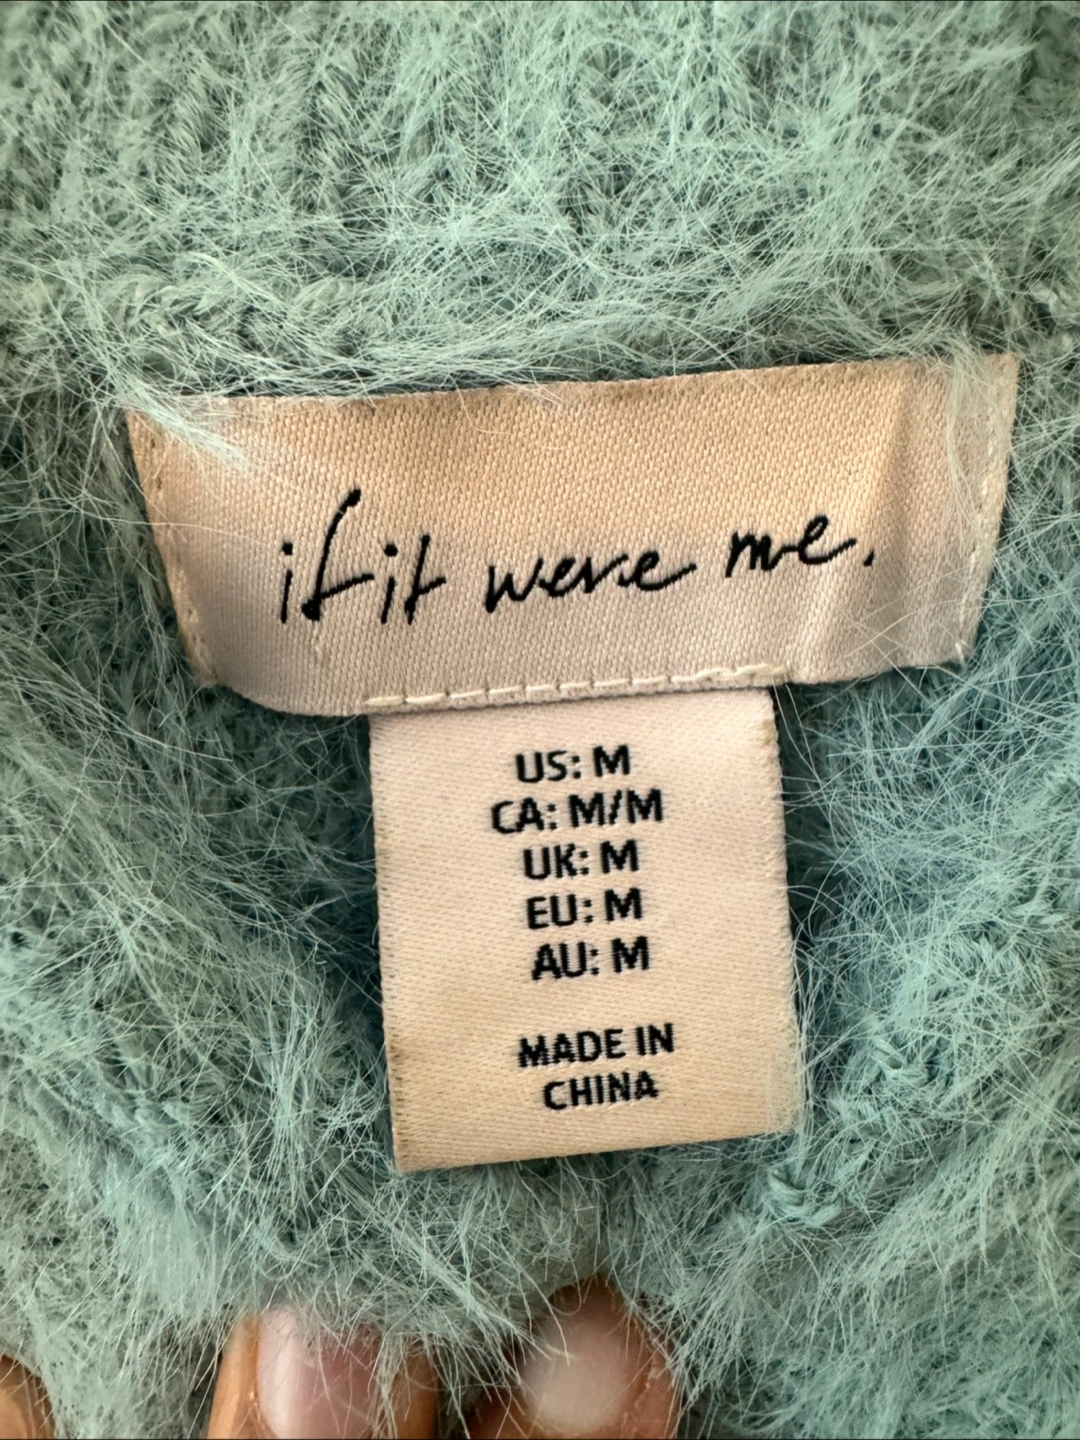 if it were me.
US: M
CA: M/M
UK: M
EU: M
AU: M
MADE IN
CHINA